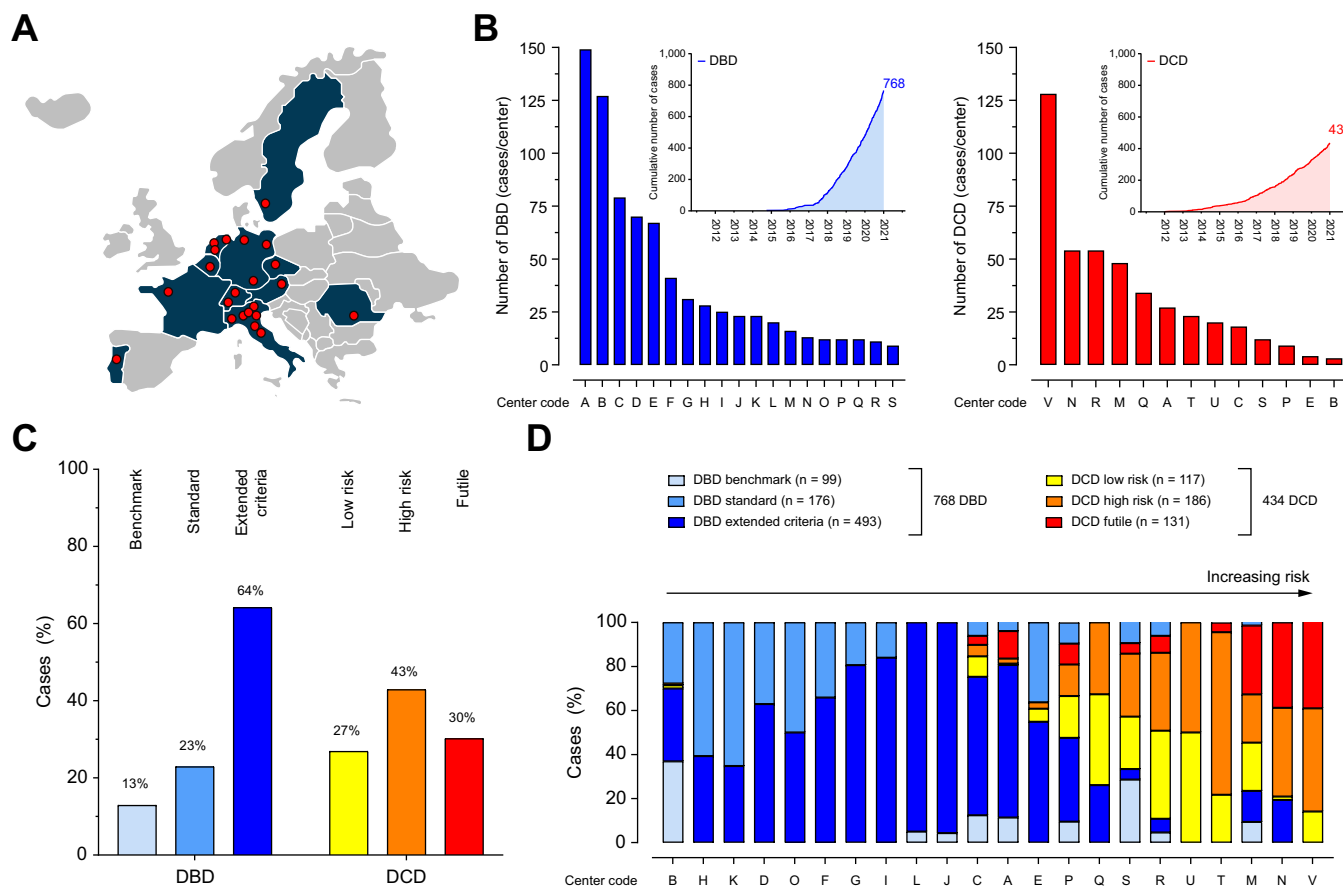 A
B
150
125
100
75
50
25
0
Number of DBD (cases/center)
1,000
800
600
400
200
0
Cumulative number of cases
DBD
768
2012 2013 2014 2015 2016 2017 2018 2019 2020 2021
Center code A B C D E F G H I J K L M N O P Q R S
150
125
100
75
50
25
0
Number of DCD (cases/center)
1,000
800
600
400
200
0
Cumulative number of cases
DCD
43
2012 2013 2014 2015 2016 2017 2018 2019 2020 2021
Center code V N R M Q A T U C S P E B
C
100
80
60
40
20
0
Cases (%)
Benchmark
Standard
Extended
criteria
Low risk
High risk
Futile
13%
23%
64%
27%
43%
30%
DBD DCD
D
DBD benchmark (n = 99)
DBD standard (n = 176)
DBD extended criteria (n = 493)
768 DBD
DCD low risk (n = 117)
DCD high risk (n = 186)
DCD futile (n = 131)
434 DCD
Increasing risk
100
80
60
40
20
0
Cases (%)
Center code B H K D O F G I L J C A E P Q S R U T M N V